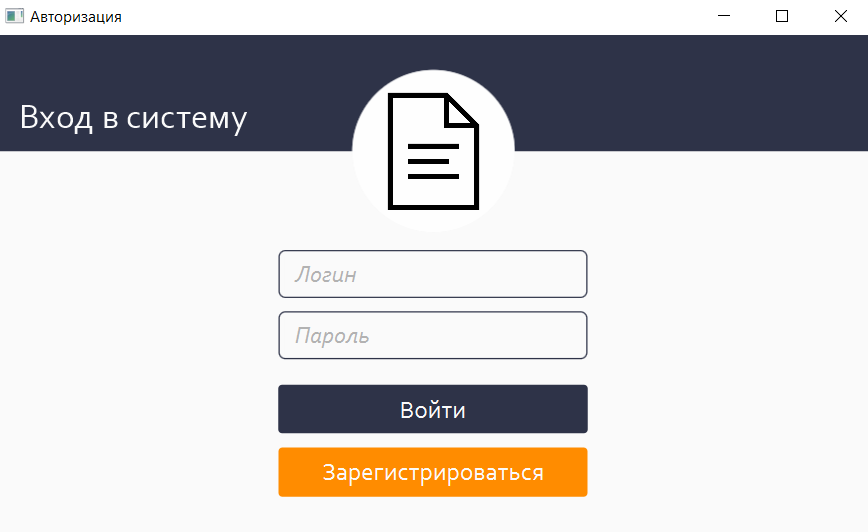 Авторизация
Вход в систему
Логин
Пароль
Войти
Зарегистрироваться